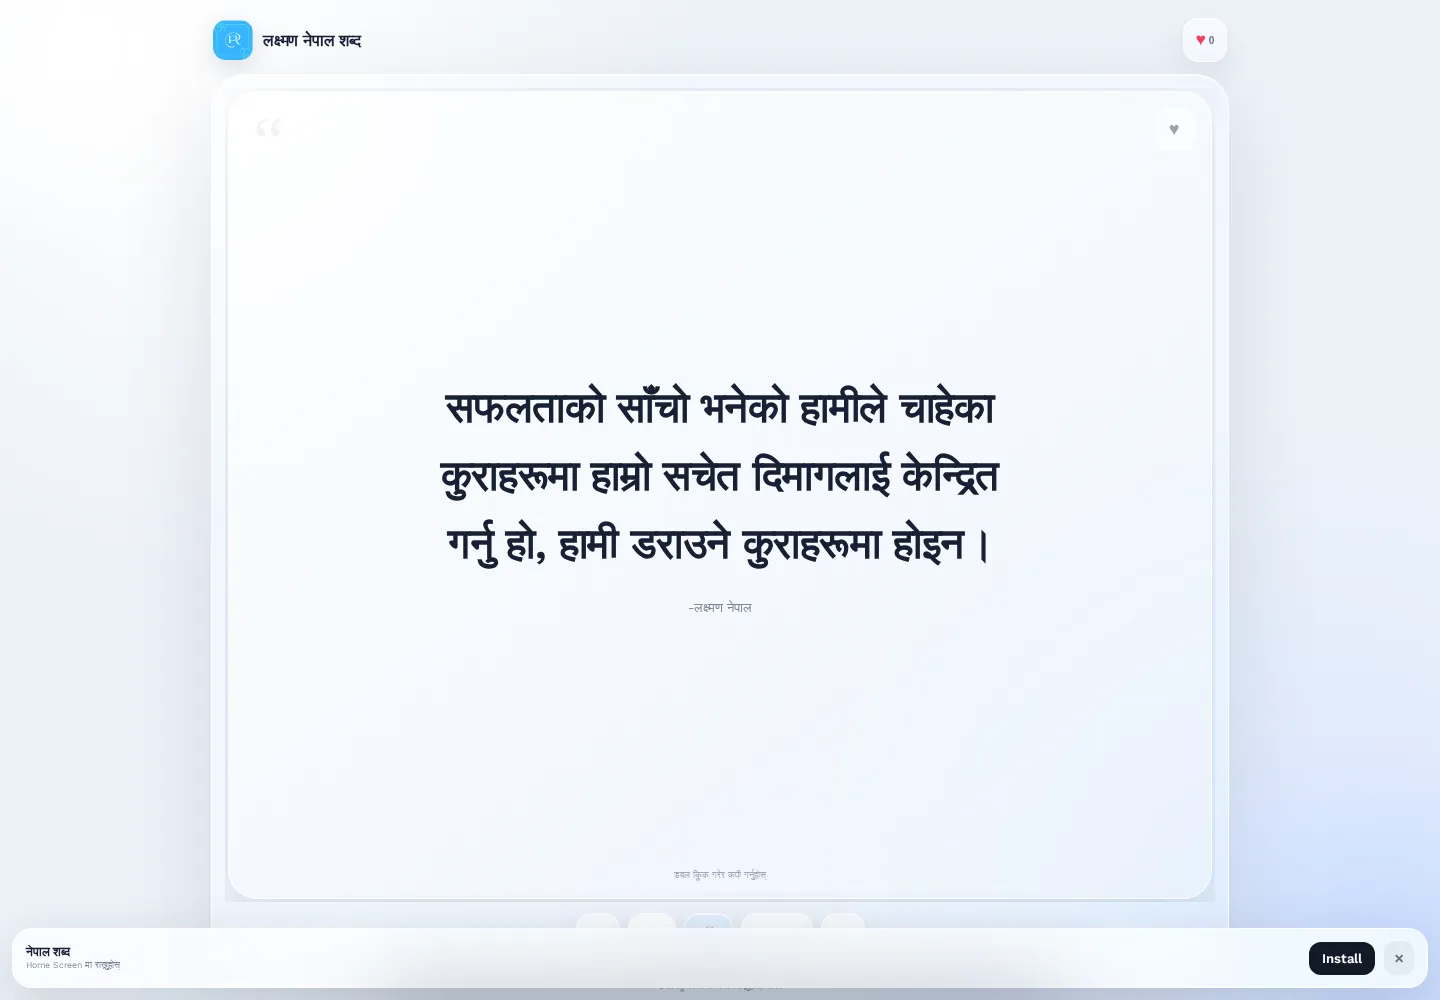 लक्ष्मण नेपाल शब्द
♥ 0
“
♥
सफलताको साँचो भनेको हामीले चाहेका
कुराहरूमा हाम्रो सचेत दिमागलाई केन्द्रित
गर्नु हो, हामी डराउने कुराहरूमा होइन।
-लक्ष्मण नेपाल
डबल क्लिक गरेर कपी गर्नुहोस्
नेपाल शब्द
Home Screen मा राख्नुहोस्
Install
×